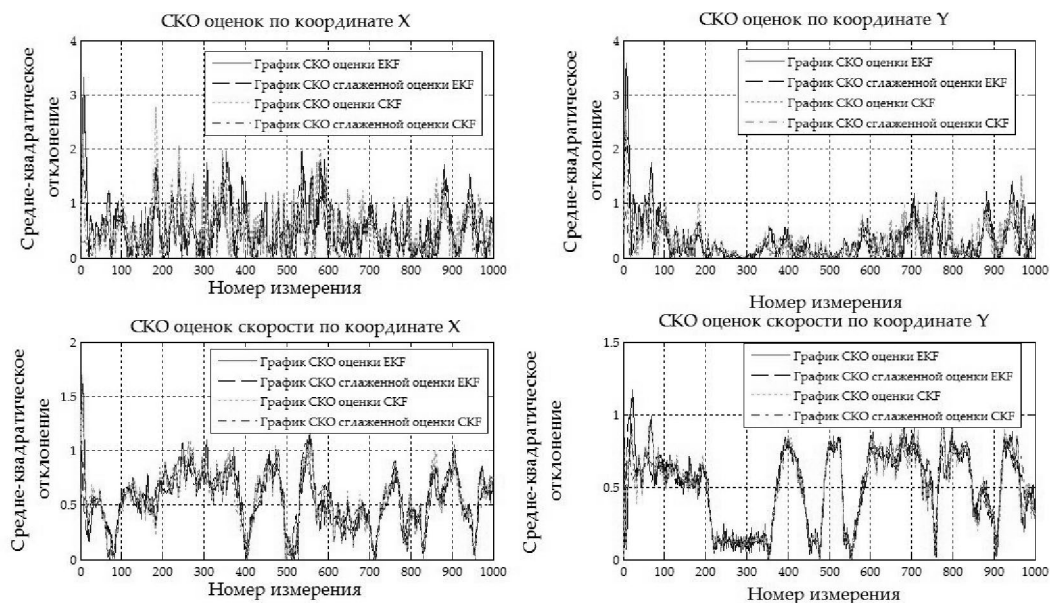 СКО оценок по координате X
Средне-квадратическое
отклонение
4
3
2
1
0
График СКО оценки EKF
График СКО сглаженной оценки EKF
График СКО оценки CKF
График СКО сглаженной оценки CKF
0 100 200 300 400 500 600 700 800 900 1000
Номер измерения
СКО оценок по координате Y
Средне-квадратическое
отклонение
4
3
2
1
0
График СКО оценки EKF
График СКО сглаженной оценки EKF
График СКО оценки CKF
График СКО сглаженной оценки CKF
0 100 200 300 400 500 600 700 800 900 1000
Номер измерения
СКО оценок скорости по координате X
Средне-квадратическое
отклонение
2
1.5
1
0.5
0
График СКО оценки EKF
График СКО сглаженной оценки EKF
График СКО оценки CKF
График СКО сглаженной оценки CKF
0 100 200 300 400 500 600 700 800 900 1000
Номер измерения
СКО оценок скорости по координате Y
Средне-квадратическое
отклонение
1.5
1
0.5
0
График СКО оценки EKF
График СКО сглаженной оценки EKF
График СКО оценки CKF
График СКО сглаженной оценки CKF
0 100 200 300 400 500 600 700 800 900 1000
Номер измерения